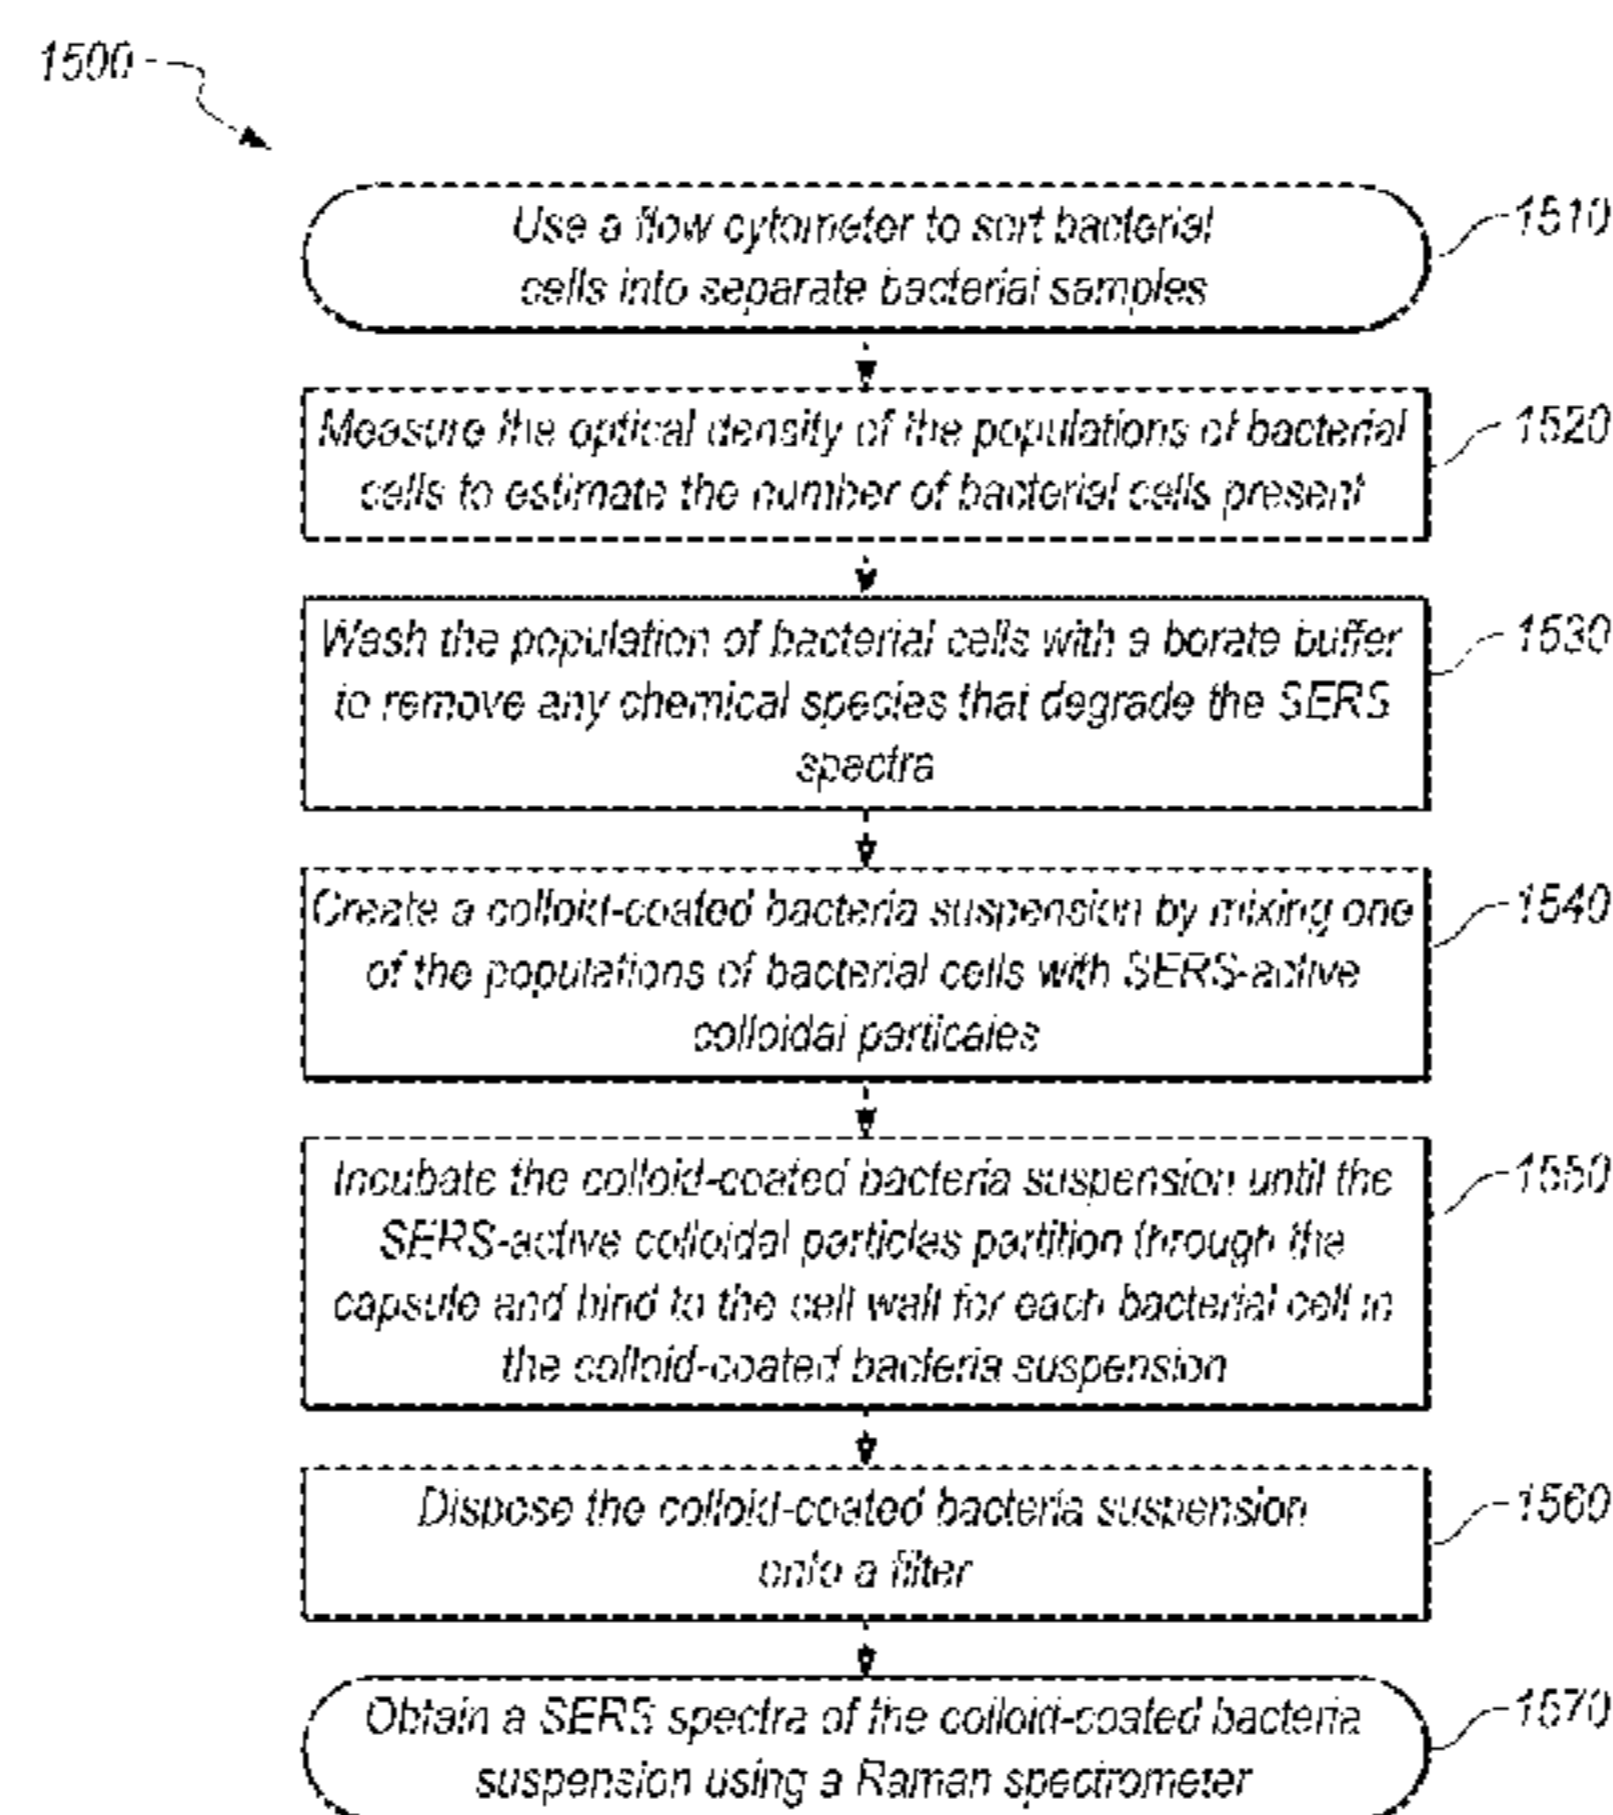 1500
Use a flow cytometer to sort bacterial
cells into separate bacterial samples
1510
Measure the optical density of the populations of bacterial
cells to estimate the number of bacterial cells present
1520
Wash the population of bacterial cells with a borate buffer
to remove any chemical species that degrade the SERS
spectra
1530
Create a colloid-coated bacteria suspension by mixing one
of the populations of bacterial cells with SERS-active
colloidal particales
1540
Incubate the colloid-coated bacteria suspension until the
SERS-active colloidal particles partition through the
capsule and bind to the cell wall for each bacterial cell in
the colloid-coated bacteria suspension
1550
Dispose the colloid-coated bacteria suspension
onto a filter
1560
Obtain a SERS spectra of the colloid-coated bacteria
suspension using a Raman spectrometer
1570